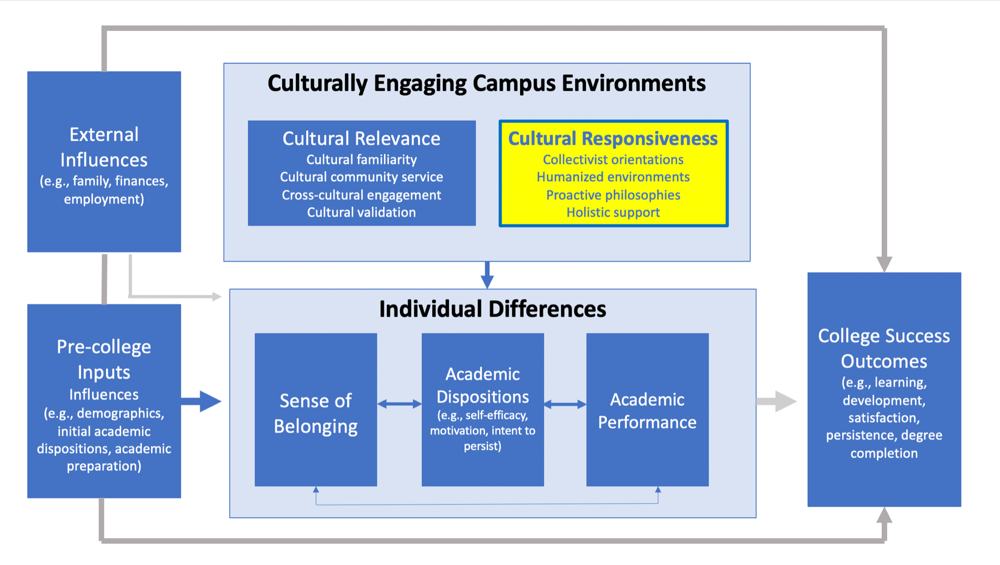 External
Influences
(e.g., family, finances,
employment)
Culturally Engaging Campus Environments
Cultural Relevance
Cultural familiarity
Cultural community service
Cross-cultural engagement
Cultural validation
Cultural Responsiveness
Collectivist orientations
Humanized environments
Proactive philosophies
Holistic support
Pre-college
Inputs
Influences
(e.g., demographics,
initial academic
dispositions, academic
preparation)
Individual Differences
Sense of
Belonging
Academic
Dispositions
(e.g., self-efficacy,
motivation, intent to
persist)
Academic
Performance
College Success
Outcomes
(e.g., learning,
development,
satisfaction,
persistence, degree
completion